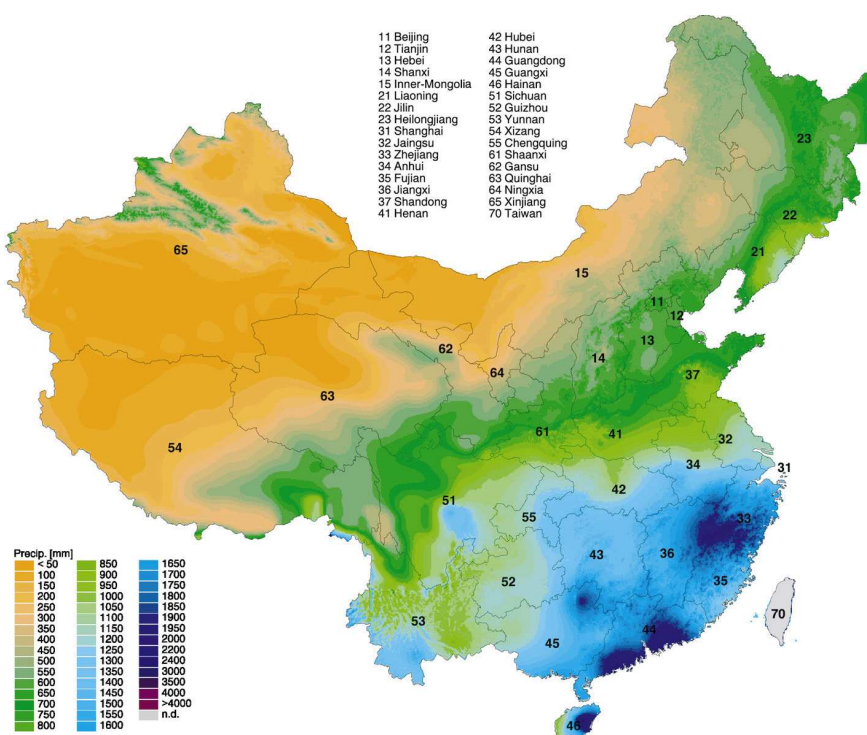 11 Beijing
12 Tianjin
13 Hebei
14 Shanxi
15 Inner-Mongolia
21 Liaoning
22 Jilin
23 Heilongjiang
31 Shanghai
32 Jaingsu
33 Zhejiang
34 Anhui
35 Fujian
36 Jiangxi
37 Shandong
41 Henan
42 Hubei
43 Hunan
44 Guangdong
45 Guangxi
46 Hainan
51 Sichuan
52 Guizhou
53 Yunnan
54 Xizang
55 Chengquing
61 Shaanxi
62 Gansu
63 Quinghai
64 Ningxia
65 Xinjiang
70 Taiwan
23
22
21
65
15
11
12
62
13
14
64
37
63
61
41
32
54
34
31
42
51
55
33
43
36
52
35
53
44
45
70
46
Precip. [mm]
< 50
100
150
200
250
300
350
400
450
500
550
600
650
700
750
800
850
900
950
1000
1050
1100
1150
1200
1250
1300
1350
1400
1450
1500
1550
1600
1650
1700
1750
1800
1850
1900
1950
2000
2200
2400
3000
3500
4000
>4000
n.d.